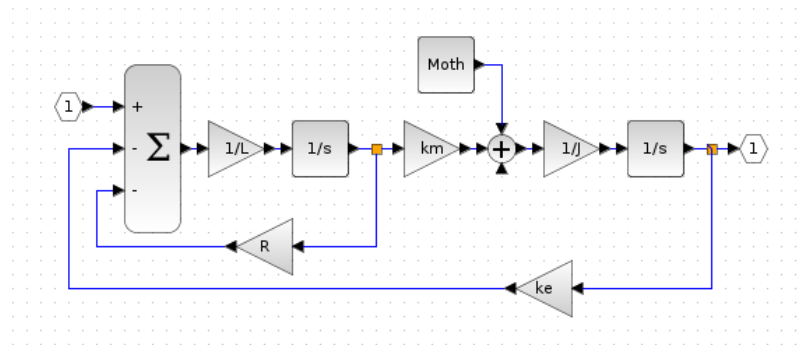 Moth
1
+
-
-
Σ
1/L
1/s
km
+
1/J
1/s
1
R
ke